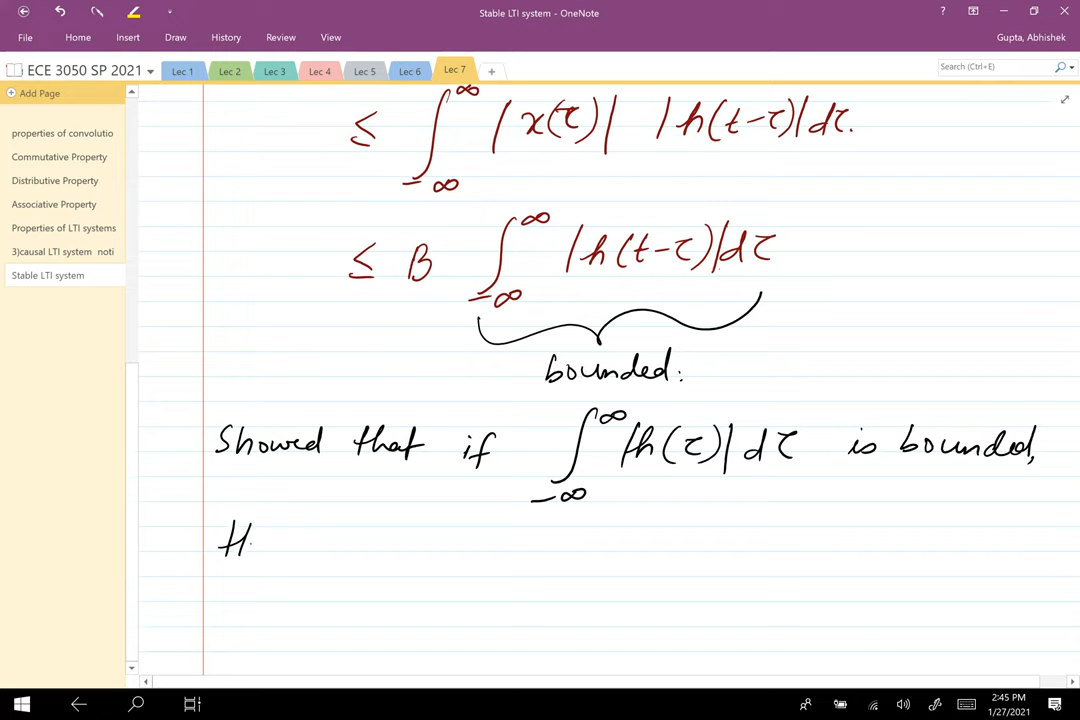 Stable LTI system - OneNote
?
File Home Insert Draw History Review View
Gupta, Abhishek
ECE 3050 SP 2021
Lec 1 Lec 2 Lec 3 Lec 4 Lec 5 Lec 6 Lec 7 +
Search (Ctrl+E)
Add Page
properties of convolutio
Commutative Property
Distributive Property
Associative Property
Properties of LTI systems
3)causal LTI system noti
Stable LTI system
≤ ∫_{-∞}^{∞} |x(τ)| |h(t-τ)|dτ.
≤ B ∫_{-∞}^{∞} |h(t-τ)|dτ
bounded.
Showed that if ∫_{-∞}^{∞} |h(τ)|dτ is bounded,
H
2:45 PM
1/27/2021